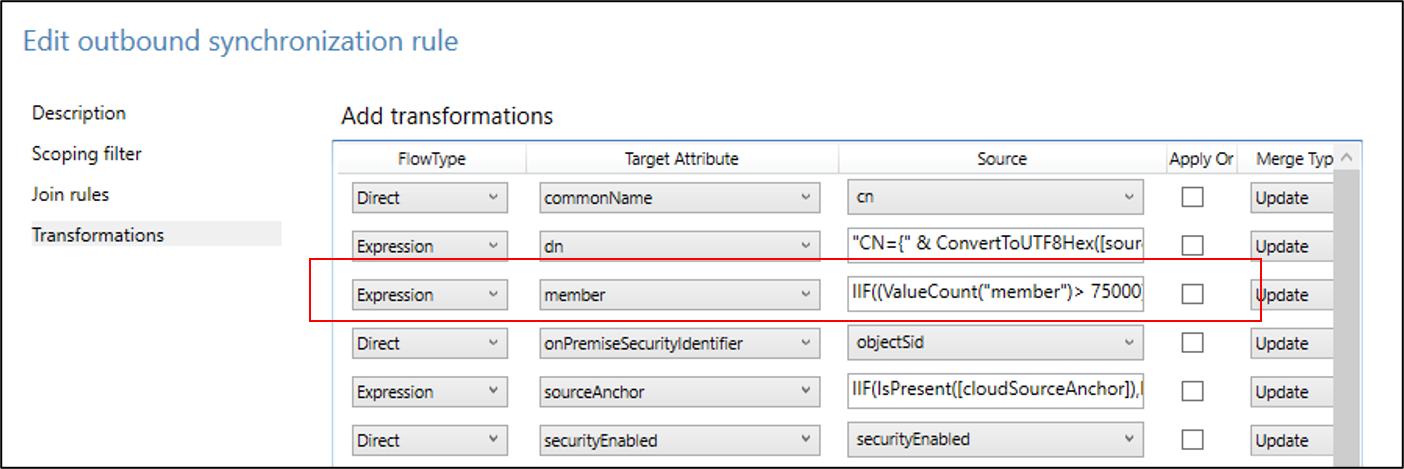 Edit outbound synchronization rule
Description
Scoping filter
Join rules
Transformations
Add transformations
FlowType Target Attribute Source Apply Or Merge Typ
Direct commonName cn Update
Expression dn "CN={" & ConvertToUTF8Hex([sour Update
Expression member IIF((ValueCount("member")> 75000) Update
Direct onPremiseSecurityIdentifier objectSid Update
Expression sourceAnchor IIF(IsPresent([cloudSourceAnchor]), Update
Direct securityEnabled securityEnabled Update